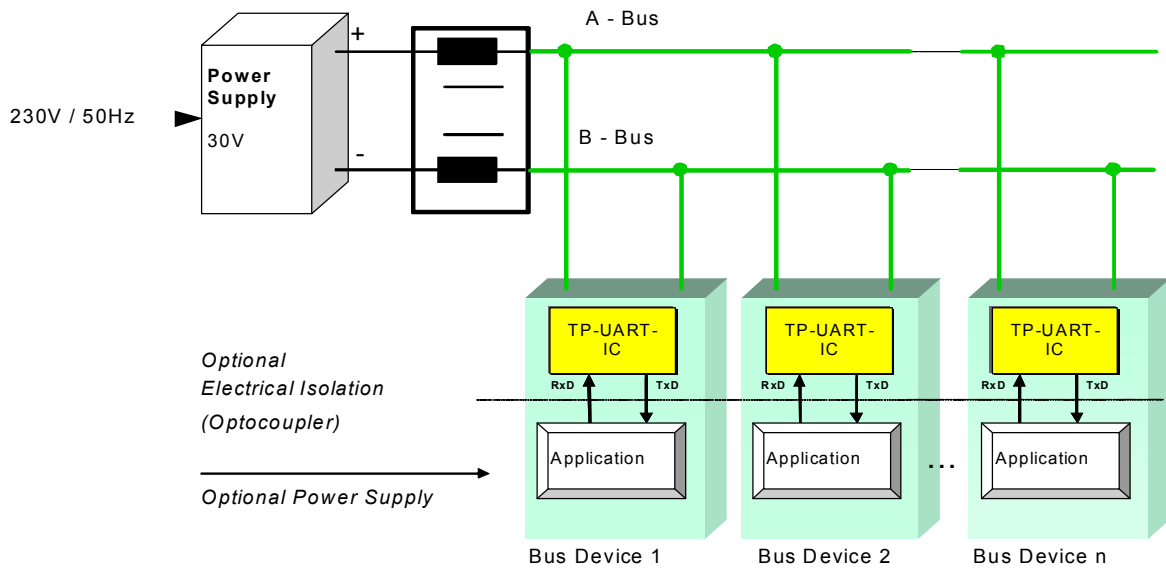 A - Bus
+
Power
Supply
30V
230V / 50Hz
B - Bus
-
TP-UART-
IC
TP-UART-
IC
TP-UART-
IC
RxD
TxD
RxD
TxD
RxD
TxD
Optional
Electrical Isolation
(Optocoupler)
Application
Application
...
Application
Optional Power Supply
Bus Device 1
Bus Device 2
Bus Device n